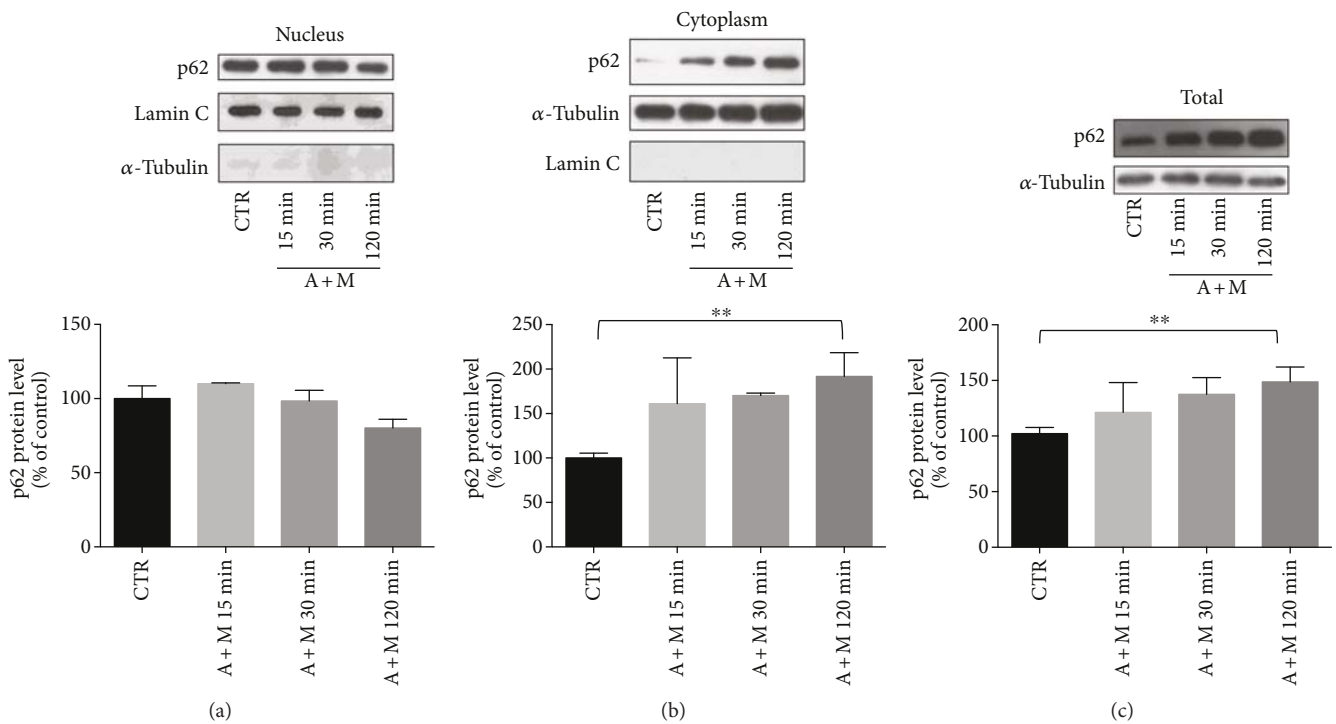 Nucleus
p62
Lamin C
α-Tubulin
CTR
15 min
30 min
120 min
A + M
150
100
50
0
p62 protein level
(% of control)
CTR
A + M 15 min
A + M 30 min
A + M 120 min
(a)
Cytoplasm
p62
α-Tubulin
Lamin C
CTR
15 min
30 min
120 min
A + M
**
250
200
150
100
50
0
p62 protein level
(% of control)
CTR
A + M 15 min
A + M 30 min
A + M 120 min
(b)
Total
p62
α-Tubulin
CTR
15 min
30 min
120 min
A + M
**
200
150
100
50
0
p62 protein level
(% of control)
CTR
A + M 15 min
A + M 30 min
A + M 120 min
(c)